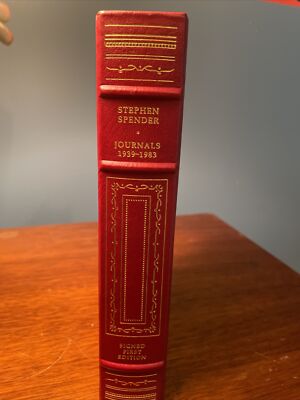 STEPHEN
SPENDER
JOURNALS
1939-1983
SIGNED
FIRST
EDITION